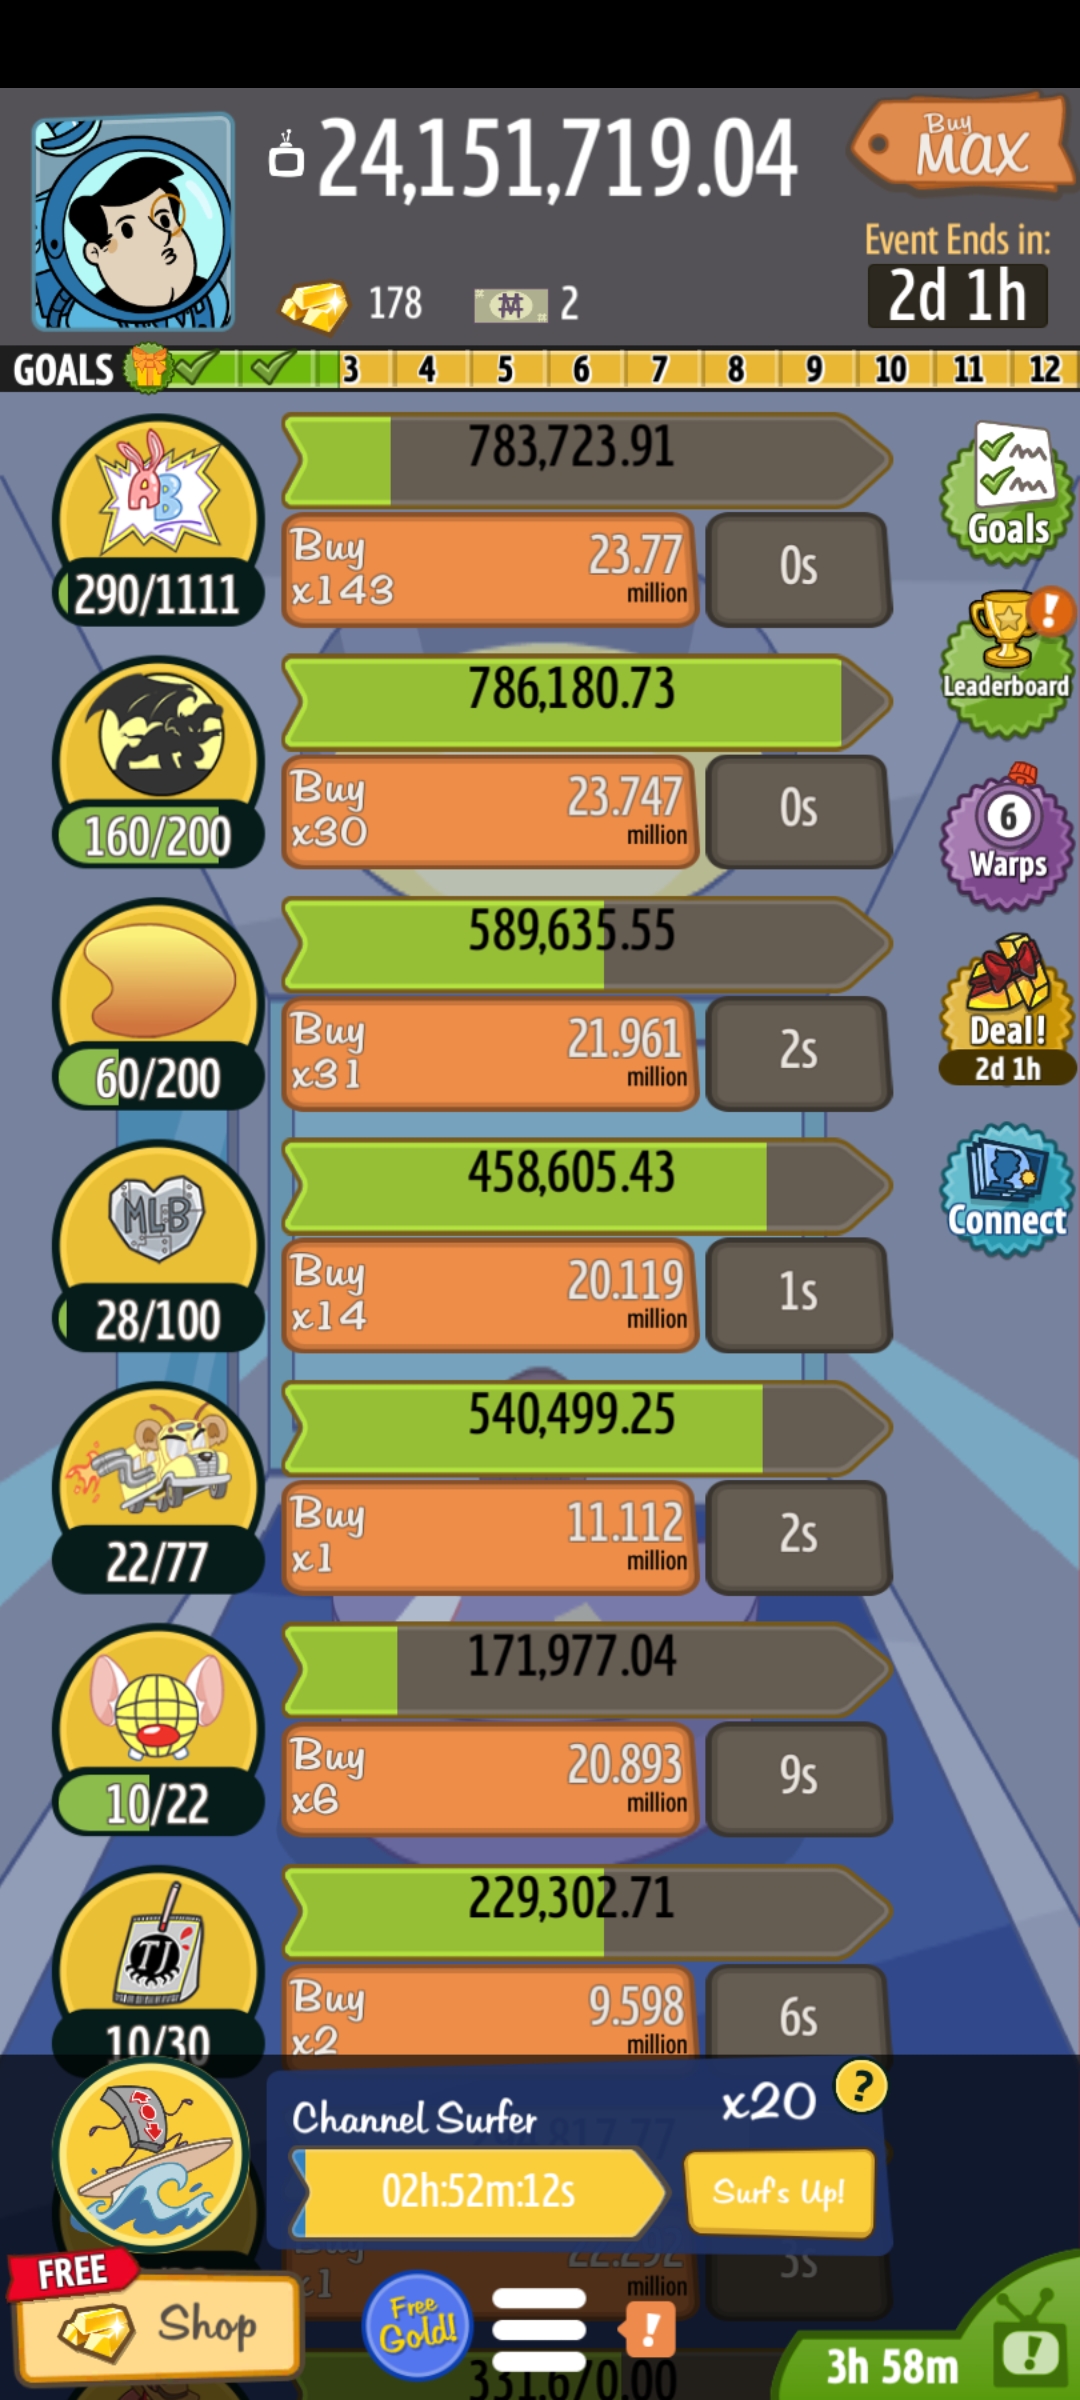 24,151,719.04
Buy
MAX
Event Ends in:
2d 1h
178
2
GOALS 3 4 5 6 7 8 9 10 11 12
AB
783,723.91
290/1111
Buy
x143
23.77
million
0s
Goals
786,180.73
160/200
Buy
x30
23.747
million
0s
!
Leaderboard
6
Warps
589,635.55
60/200
Buy
x31
21.961
million
2s
Deal!
2d 1h
MLB
458,605.43
28/100
Buy
x14
20.119
million
1s
Connect
540,499.25
22/77
Buy
x1
11.112
million
2s
171,977.04
10/22
Buy
x6
20.893
million
9s
TJ
229,302.71
10/30
Buy
x2
9.598
million
6s
Channel Surfer
x20
?
02h:52m:12s
Surf's Up!
Buy
x1
22.292
million
3s
FREE
Shop
Free
Gold!
!
331,670.00
3h 58m
!